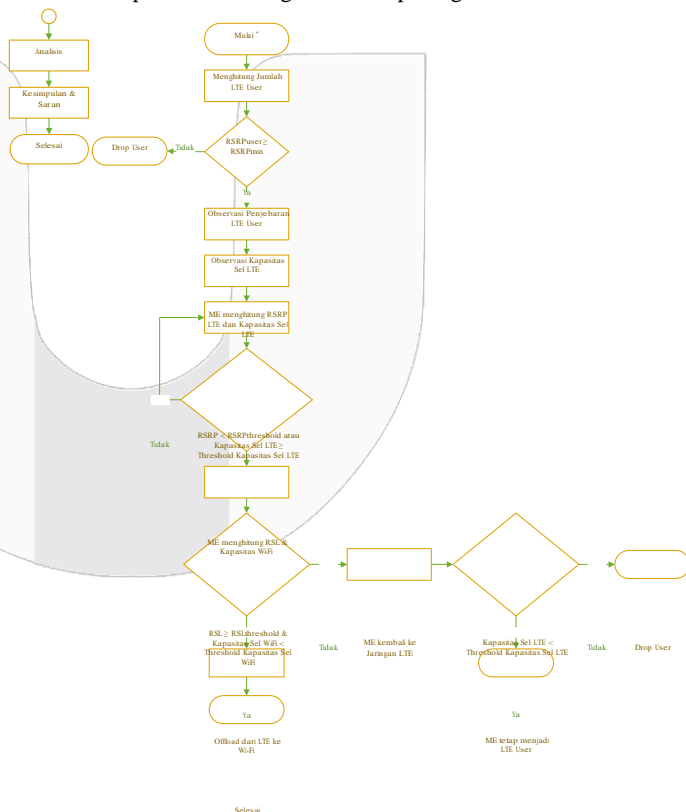 Analisis
Kesimpulan &
Saran
Selesai
Mulai
Menghitung Jumlah
LTE User
RSRPuser≥
RSRPmin
Tidak
Drop User
Ya
Observasi Penyebaran
LTE User
Observasi Kapasitas
Sel LTE
ME menghitung RSRP
LTE dan Kapasitas Sel
LTE
RSRP < RSRPthreshold atau
Kapasitas Sel LTE≥
Threshold Kapasitas Sel LTE
Tidak
ME menghitung RSL &
Kapasitas WiFi
RSL≥ RSLthreshold &
Kapasitas Sel WiFi <
Threshold Kapasitas Sel
WiFi
Tidak
ME kembali ke
Jaringan LTE
Kapasitas Sel LTE <
Threshold Kapasitas Sel LTE
Tidak
Drop User
Ya
Ya
Offload dari LTE ke
Wi-Fi
ME tetap menjadi
LTE User
Selesai